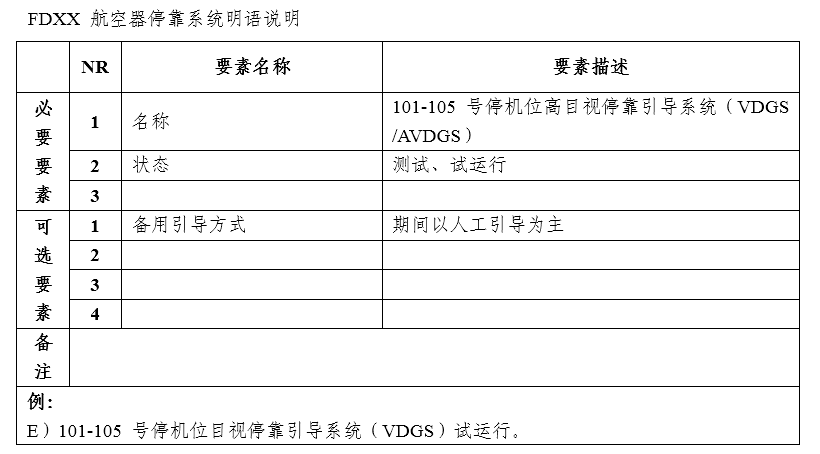 FDXX 航空器停靠系统明语说明
NR 要素名称 要素描述
必要要素
1 名称 101-105 号停机位高目视停靠引导系统（VDGS
/AVDGS）
2 状态 测试、试运行
3
可选要素
1 备用引导方式 期间以人工引导为主
2
3
4
备注
例：
E）101-105 号停机位目视停靠引导系统（VDGS）试运行。